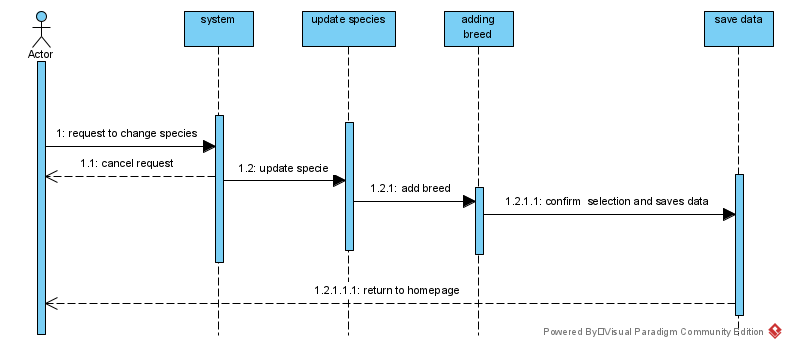 Actor
system
update species
adding
breed
save data
1: request to change species
1.1: cancel request
1.2: update specie
1.2.1: add breed
1.2.1.1: confirm selection and saves data
1.2.1.1.1: return to homepage
Powered By□Visual Paradigm Community Edition